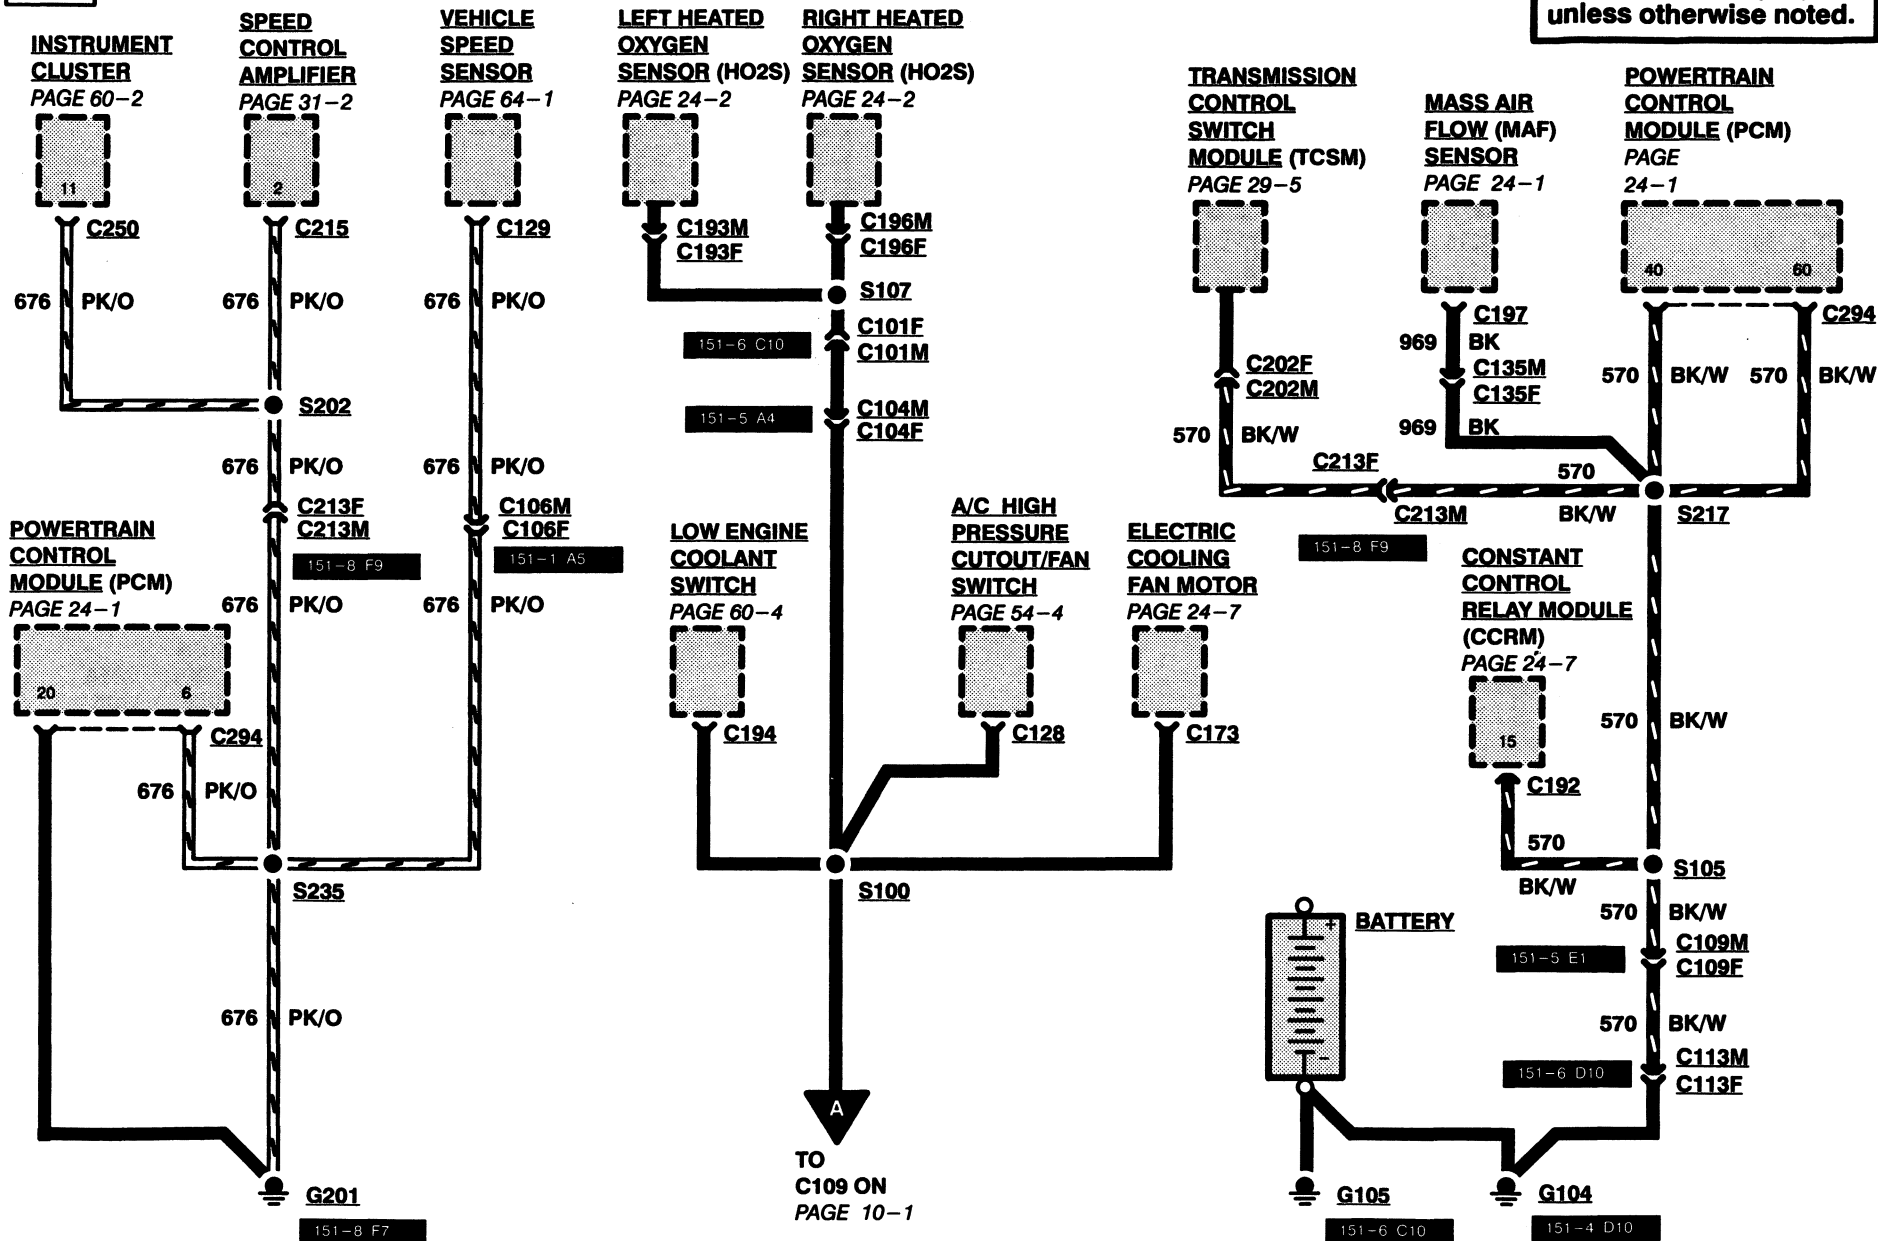 unless otherwise noted.
INSTRUMENT
CLUSTER
PAGE 60-2
11
C250
676 PK/O
SPEED
CONTROL
AMPLIFIER
PAGE 31-2
2
C215
676 PK/O
S202
676 PK/O
C213F
C213M
151-8 F9
676 PK/O
VEHICLE
SPEED
SENSOR
PAGE 64-1
C129
676 PK/O
676 PK/O
C106M
C106F
151-1 A5
676 PK/O
POWERTRAIN
CONTROL
MODULE (PCM)
PAGE 24-1
20 6
C294
676 PK/O
S235
676 PK/O
G201
151-8 F7
LEFT HEATED
OXYGEN
SENSOR (HO2S)
PAGE 24-2
C193M
C193F
RIGHT HEATED
OXYGEN
SENSOR (HO2S)
PAGE 24-2
C196M
C196F
S107
C101F
151-6 C10
C101M
C104M
151-5 A4
C104F
LOW ENGINE
COOLANT
SWITCH
PAGE 60-4
C194
A/C HIGH
PRESSURE
CUTOUT/FAN
SWITCH
PAGE 54-4
C128
ELECTRIC
COOLING
FAN MOTOR
PAGE 24-7
C173
S100
A
TO
C109 ON
PAGE 10-1
TRANSMISSION
CONTROL
SWITCH
MODULE (TCSM)
PAGE 29-5
C202F
C202M
570 BK/W
C213F
C213M
151-8 F9
MASS AIR
FLOW (MAF)
SENSOR
PAGE 24-1
C197
969 BK
C135M
C135F
969 BK
570
BK/W
POWERTRAIN
CONTROL
MODULE (PCM)
PAGE
24-1
40 60
C294
570 BK/W 570 BK/W
S217
CONSTANT
CONTROL
RELAY MODULE
(CCRM)
PAGE 24-7
15
C192
570
BK/W
570 BK/W
S105
570 BK/W
C109M
151-5 E1
C109F
570 BK/W
C113M
151-6 D10
C113F
BATTERY
+
-
G105
151-6 C10
G104
151-4 D10